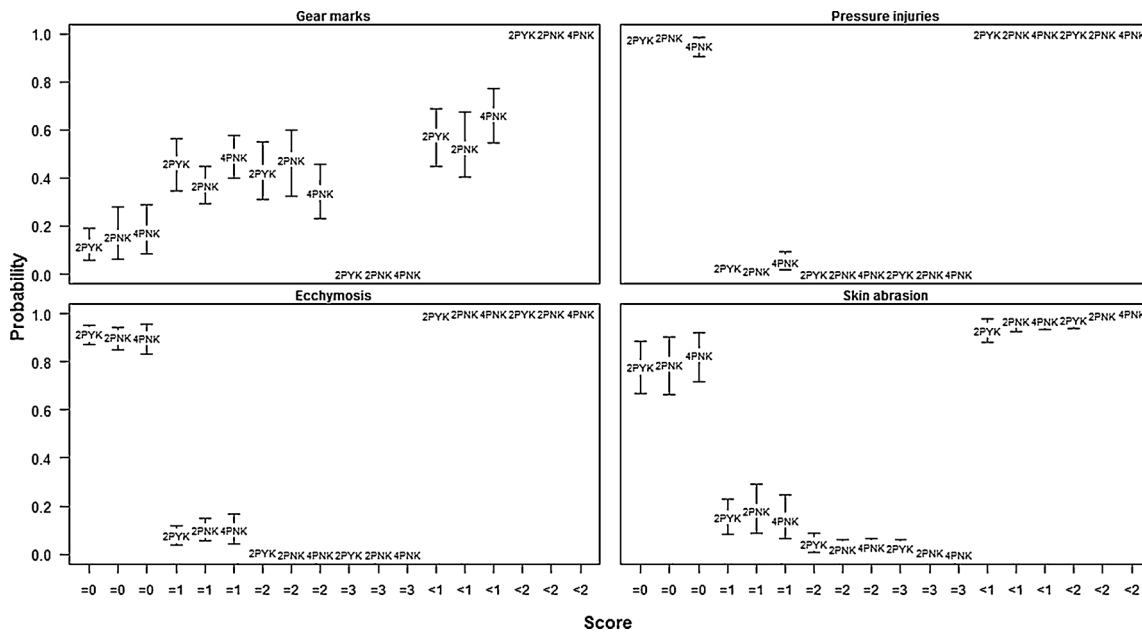 Gear marks
1.0
0.8
0.6
0.4
0.2
0.0
2PYK 2PNK 4PNK
2PYK 2PNK 4PNK
2PYK 2PNK 4PNK
2PYK 2PNK 4PNK
2PYK 2PNK 4PNK
2PYK 2PNK 4PNK
Pressure injuries
2PYK 2PNK 4PNK
2PYK 2PNK 4PNK
2PYK 2PNK 4PNK 2PYK 2PNK 4PNK
2PYK 2PNK 4PNK 2PYK 2PNK 4PNK
Probability
Ecchymosis
1.0
0.8
0.6
0.4
0.2
0.0
2PYK 2PNK 4PNK
2PYK 2PNK 4PNK
2PYK 2PNK 4PNK 2PYK 2PNK 4PNK
2PYK 2PNK 4PNK 2PYK 2PNK 4PNK
Skin abrasion
2PYK 2PNK 4PNK
2PYK 2PNK 4PNK
2PYK 2PNK 4PNK 2PYK 2PNK 4PNK
2PYK 2PNK 4PNK 2PYK 2PNK 4PNK
=0 =0 =0 =1 =1 =1 =2 =2 =2 =3 =3 =3 <1 <1 <1 <2 <2 <2
=0 =0 =0 =1 =1 =1 =2 =2 =2 =3 =3 =3 <1 <1 <1 <2 <2 <2
Score